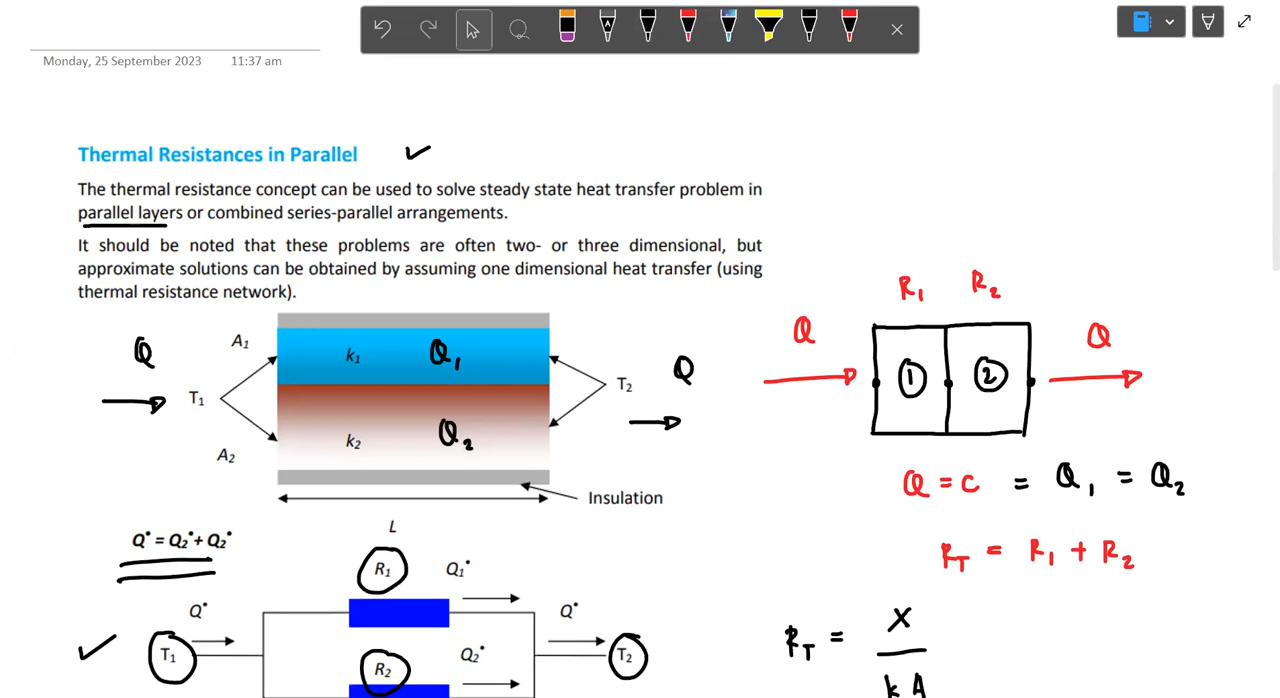 Monday, 25 September 2023 11:37 am
Thermal Resistances in Parallel
The thermal resistance concept can be used to solve steady state heat transfer problem in
parallel layers or combined series-parallel arrangements.
It should be noted that these problems are often two- or three dimensional, but
approximate solutions can be obtained by assuming one dimensional heat transfer (using
thermal resistance network).
Q
A1
k1
Q1
T1
T2
Q
A2
k2
Q2
Insulation
L
Q• = Q2•+ Q2•
R1
Q1•
Q•
Q•
T1
T2
R2
Q2•
R1 R2
Q
1
2
Q
Q = C = Q1 = Q2
RT = R1 + R2
RT = X
k A